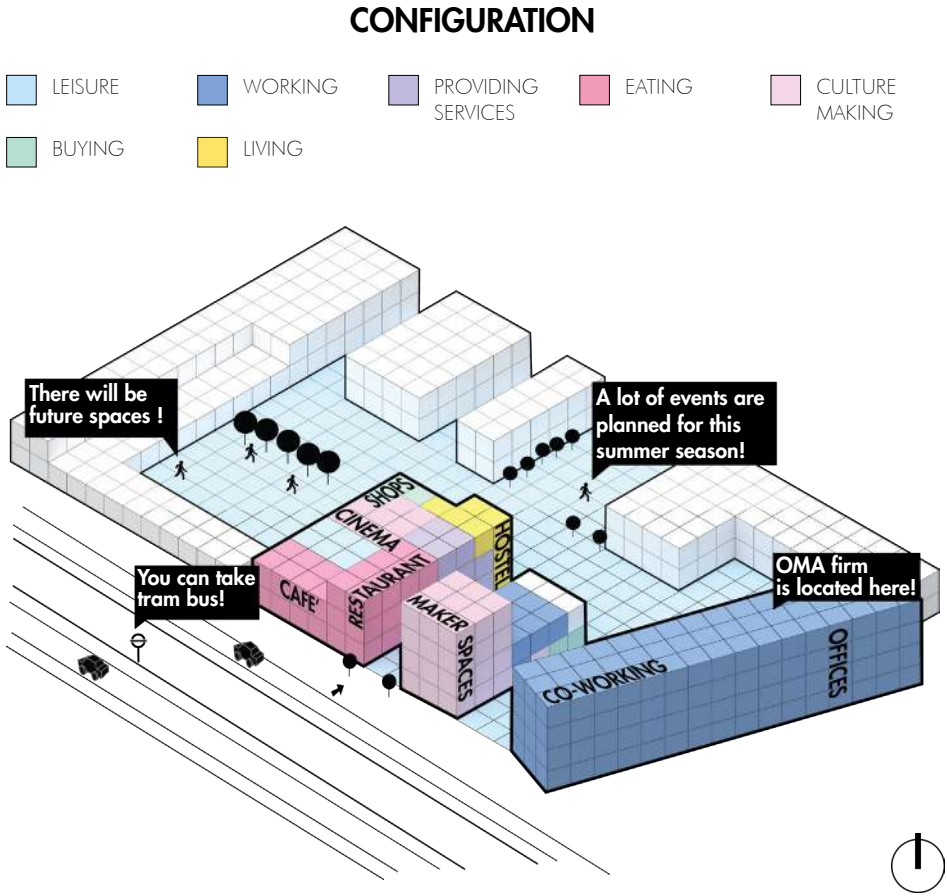 CONFIGURATION
LEISURE
WORKING
PROVIDING
SERVICES
EATING
CULTURE
MAKING
BUYING
LIVING
There will be
future spaces !
A lot of events are
planned for this
summer season!
SHOPS
CINEMA
HOSTEL
RESTAURANT
CAFE'
You can take
tram bus!
OMA firm
is located here!
MAKER
SPACES
CO-WORKING
OFFICES